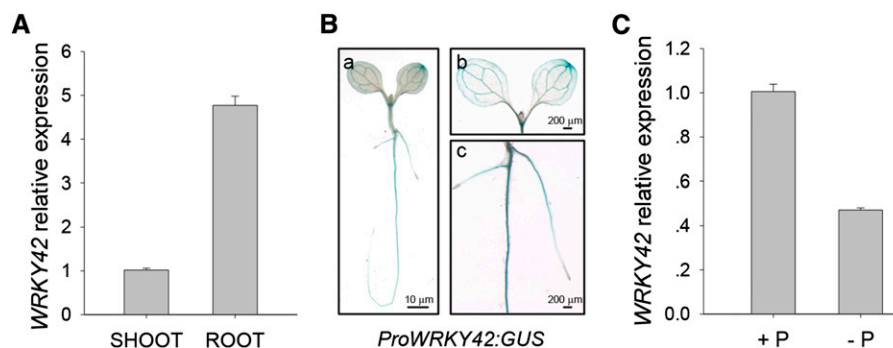 A
WRKY42 relative expression
6
5
4
3
2
1
0
SHOOT ROOT
B
a
10 µm
b
200 µm
c
200 µm
ProWRKY42:GUS
C
WRKY42 relative expression
1.2
1.0
.8
.6
.4
.2
0.0
+ P - P